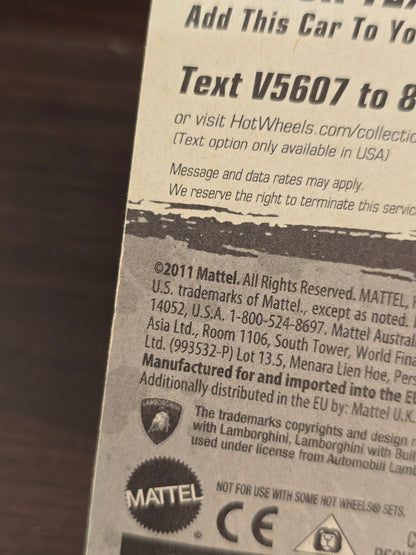 Add This Car To Yo
Text V5607 to 8
or visit HotWheels.com/collectio
(Text option only available in USA)
Message and data rates may apply.
We reserve the right to terminate this servic
©2011 Mattel. All Rights Reserved. MATTEL,
U.S. trademarks of Mattel., except as noted.
14052, U.S.A. 1-800-524-8697. Mattel Austral
Asia Ltd., Room 1106, South Tower, World Fina
Ltd. (993532-P) Lot 13.5, Menara Lien Hoe, Per
Manufactured for and imported into the EU
Additionally distributed in the EU by: Mattel U.K.
LAMBORGHINI
The trademarks copyrights and design r
with Lamborghini, Lamborghini with Bull
used under license from Automobili Lam
MATTEL®
NOT FOR USE WITH SOME HOT WHEELS® SETS.
CE